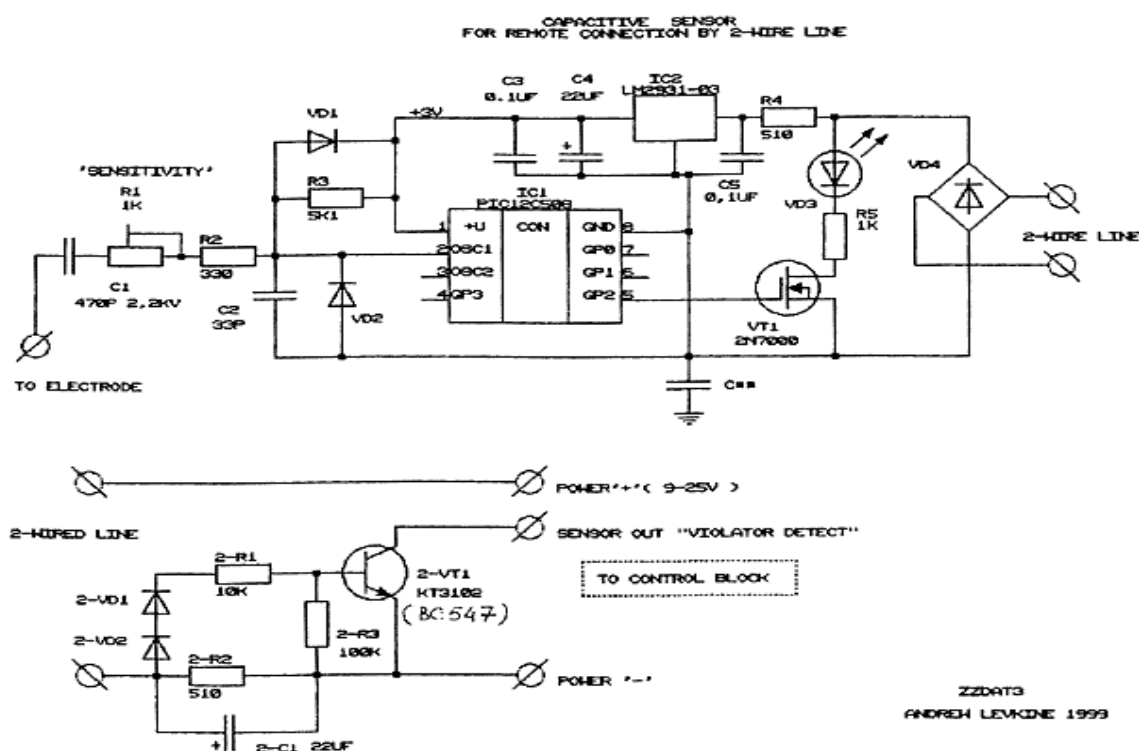 CAPACITIVE SENSOR
FOR REMOTE CONNECTION BY 2-WIRE LINE
C3
0.1UF
C4
22UF
IC2
LM2931-03
R4
510
+3V
VD1
VD4
"SENSITIVITY"
R1
1K
R3
5K1
IC1
PIC12C508
C5
0,1UF
VD3
R5
1K
1 +U CON GND 8
2 OSC1 GP0 7
3 OSC2 GP1 6
4 GP3 GP2 5
2-WIRE LINE
R2
330
C1
470P 2,2KV
C2
33P
VD2
VT1
2N7000
TO ELECTRODE
C**
POWER'+'( 9-25V )
2-WIRED LINE
SENSOR OUT "VIOLATOR DETECT"
2-R1
10K
2-VT1
KT3102
(BC547)
TO CONTROL BLOCK
2-VD1
2-VD2
2-R3
100K
2-R2
510
POWER '-'
+
2-C1 22UF
ZZDAT3
ANDREW LEVKINE 1999